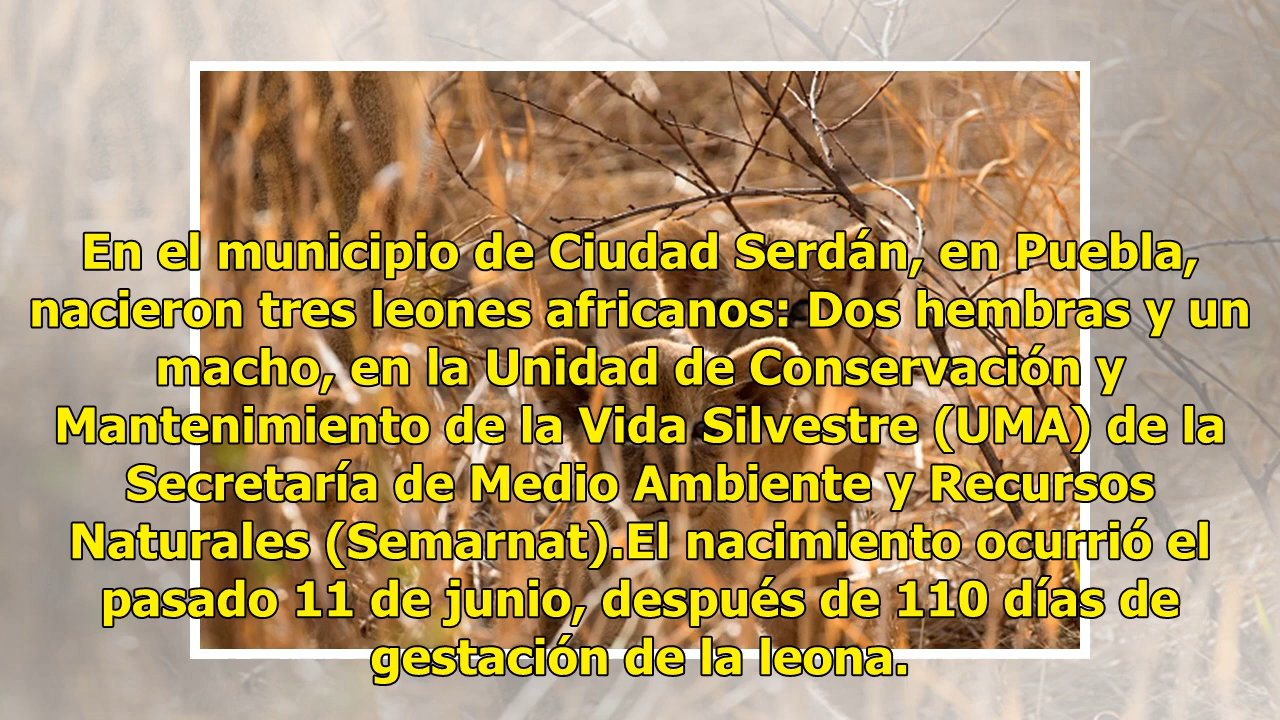 En el municipio de Ciudad Serdán, en Puebla,
nacieron tres leones africanos: Dos hembras y un
macho, en la Unidad de Conservación y
Mantenimiento de la Vida Silvestre (UMA) de la
Secretaría de Medio Ambiente y Recursos
Naturales (Semarnat).El nacimiento ocurrió el
pasado 11 de junio, después de 110 días de
gestación de la leona.